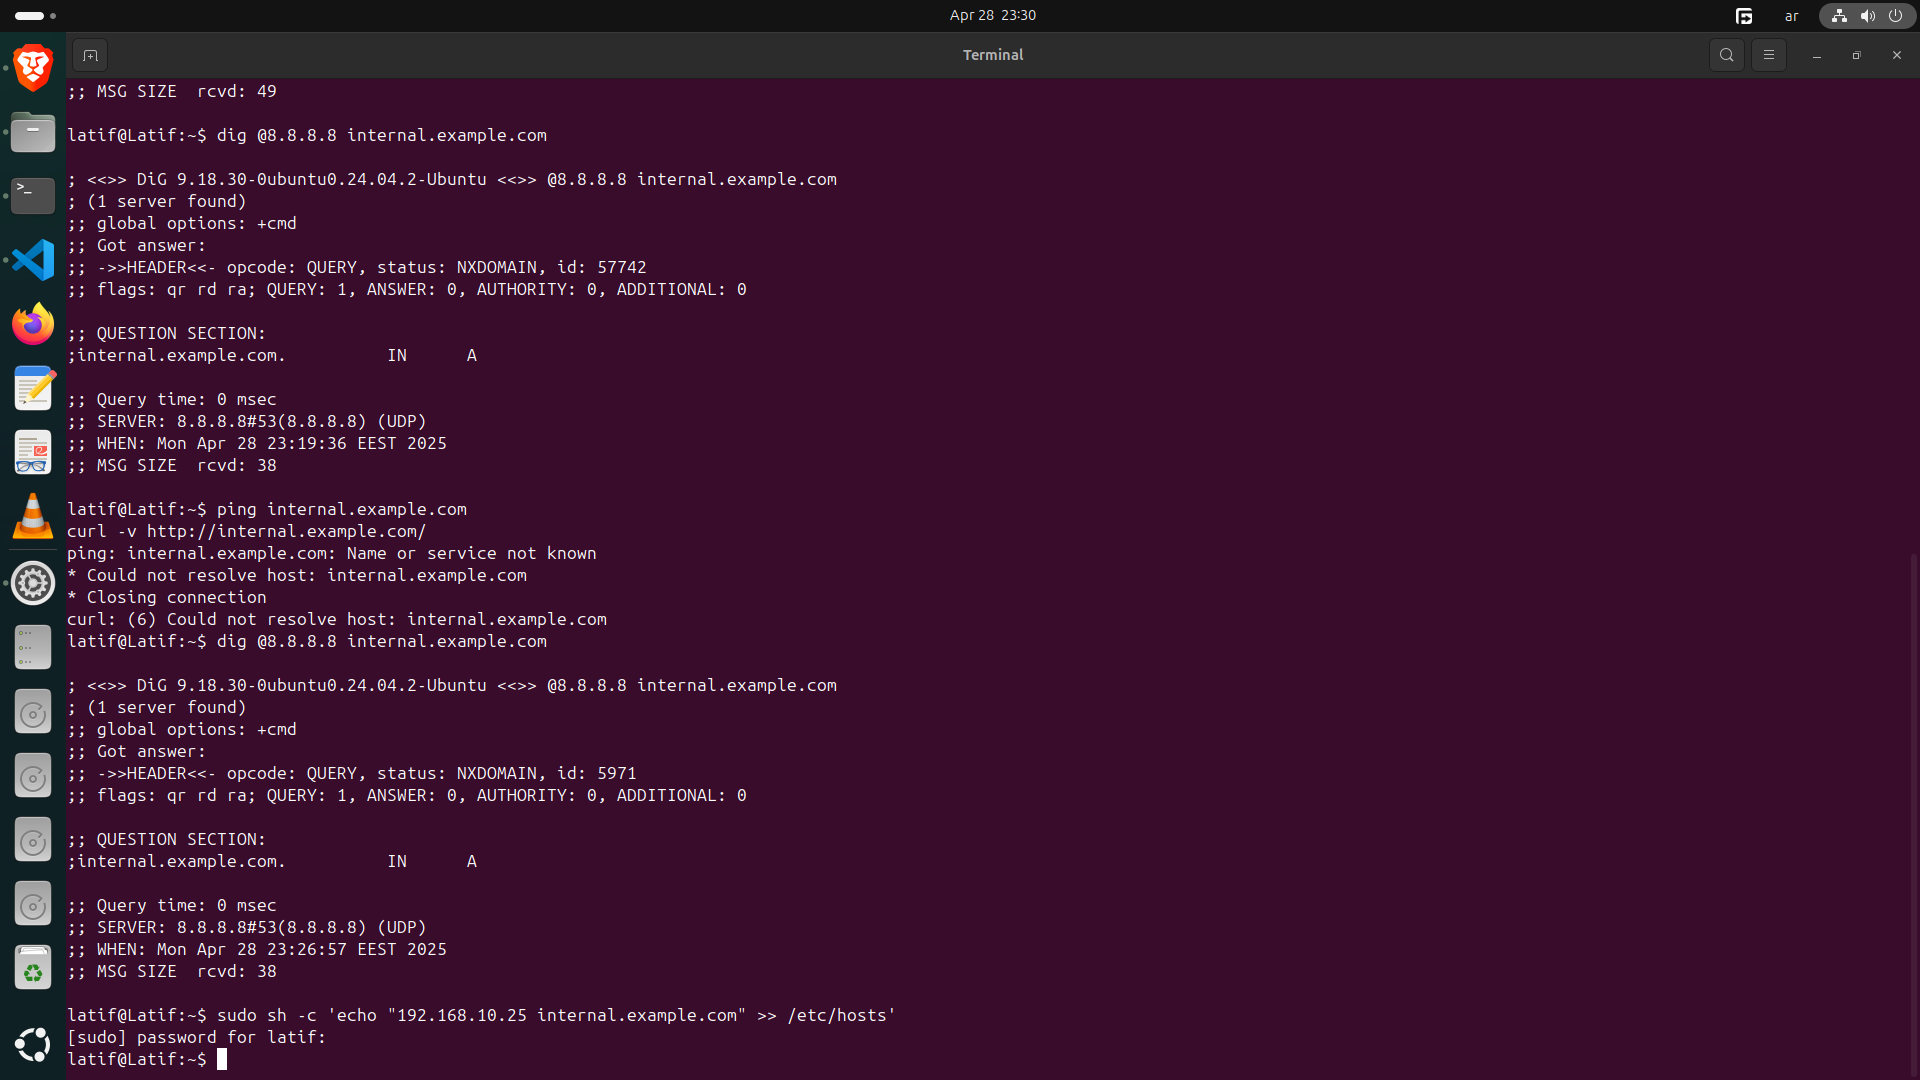 Apr 28 23:30
ar
Terminal
;; MSG SIZE  rcvd: 49
latif@Latif:~$ dig @8.8.8.8 internal.example.com
; <<>> DiG 9.18.30-0ubuntu0.24.04.2-Ubuntu <<>> @8.8.8.8 internal.example.com
; (1 server found)
;; global options: +cmd
;; Got answer:
;; ->>HEADER<<- opcode: QUERY, status: NXDOMAIN, id: 57742
;; flags: qr rd ra; QUERY: 1, ANSWER: 0, AUTHORITY: 0, ADDITIONAL: 0
;; QUESTION SECTION:
;internal.example.com.          IN      A
;; Query time: 0 msec
;; SERVER: 8.8.8.8#53(8.8.8.8) (UDP)
;; WHEN: Mon Apr 28 23:19:36 EEST 2025
;; MSG SIZE  rcvd: 38
latif@Latif:~$ ping internal.example.com
curl -v http://internal.example.com/
ping: internal.example.com: Name or service not known
* Could not resolve host: internal.example.com
* Closing connection
curl: (6) Could not resolve host: internal.example.com
latif@Latif:~$ dig @8.8.8.8 internal.example.com
; <<>> DiG 9.18.30-0ubuntu0.24.04.2-Ubuntu <<>> @8.8.8.8 internal.example.com
; (1 server found)
;; global options: +cmd
;; Got answer:
;; ->>HEADER<<- opcode: QUERY, status: NXDOMAIN, id: 5971
;; flags: qr rd ra; QUERY: 1, ANSWER: 0, AUTHORITY: 0, ADDITIONAL: 0
;; QUESTION SECTION:
;internal.example.com.          IN      A
;; Query time: 0 msec
;; SERVER: 8.8.8.8#53(8.8.8.8) (UDP)
;; WHEN: Mon Apr 28 23:26:57 EEST 2025
;; MSG SIZE  rcvd: 38
latif@Latif:~$ sudo sh -c 'echo "192.168.10.25 internal.example.com" >> /etc/hosts'
[sudo] password for latif:
latif@Latif:~$